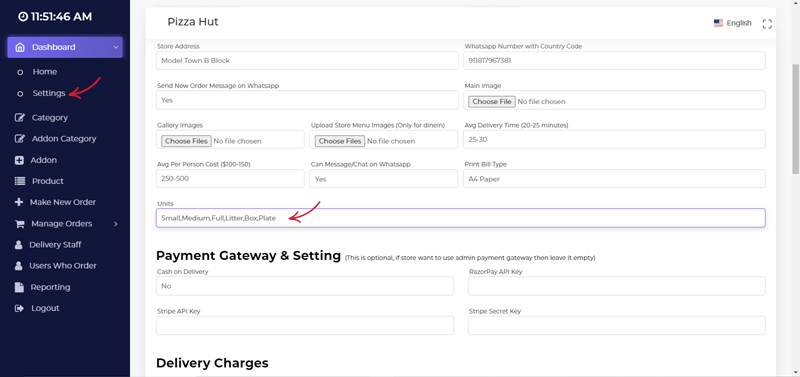 11:51:46 AM
Dashboard
Home
Settings
Category
Addon Category
Addon
Product
Make New Order
Manage Orders
Delivery Staff
Users Who Order
Reporting
Logout
Pizza Hut
English
Store Address
Whatsapp Number with Country Code
Model Town B Block
911817967381
Send New Order Message on Whatsapp
Main Image
Yes
Choose File No file chosen
Gallery Images
Upload Store Menu Images (Only for dinein)
Avg Delivery Time (20-25 minutes)
Choose Files No file chosen
Choose Files No file chosen
25-30
Avg Per Person Cost ($100-150)
Can Message/Chat on Whatsapp
Print Bill Type
250-500
Yes
A4 Paper
Units
Small,Medium,Full,Litter,Box,Plate
Payment Gateway & Setting (This is optional, if store want to use admin payment gateway then leave it empty)
Cash on Delivery
RazorPay API Key
No
Stripe API Key
Stripe Secret Key
Delivery Charges